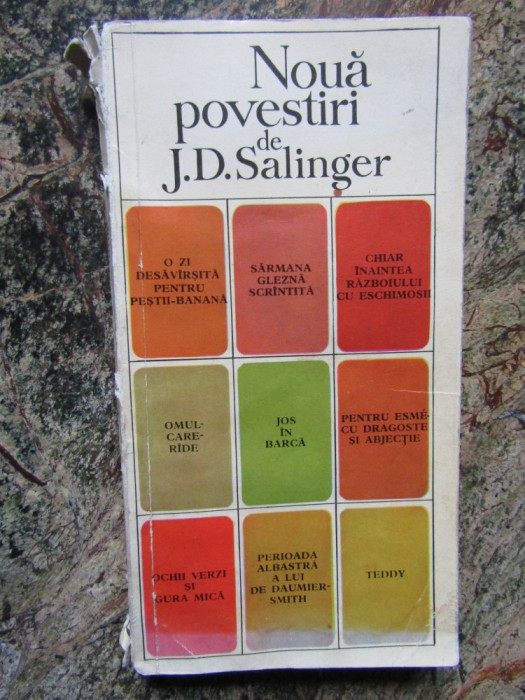 Nouă
povestiri
de
J.D.Salinger
O ZI
DESĂVÎRȘITĂ
PENTRU
PEȘTII-BANANĂ
SĂRMANA
GLEZNĂ
SCRÎNTITĂ
CHIAR
ÎNAINTEA
RĂZBOIULUI
CU ESCHIMOȘII
OMUL-
CARE-
RÎDE
JOS
ÎN
BARCĂ
PENTRU ESMÉ-
CU DRAGOSTE
ȘI ABJECȚIE
OCHII VERZI
ȘI
GURA MICĂ
PERIOADA
ALBASTRĂ
A LUI
DE DAUMIER-
SMITH
TEDDY